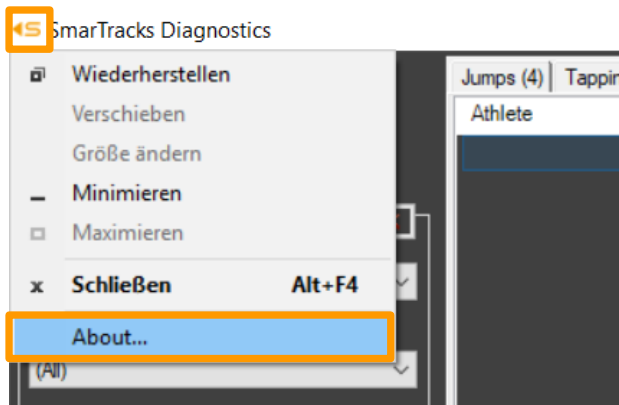 SmarTracks Diagnostics
Wiederherstellen
Jumps (4)
Verschieben
Athlete
Größe ändern
Minimieren
Maximieren
Schließen Alt+F4
About...
(All)